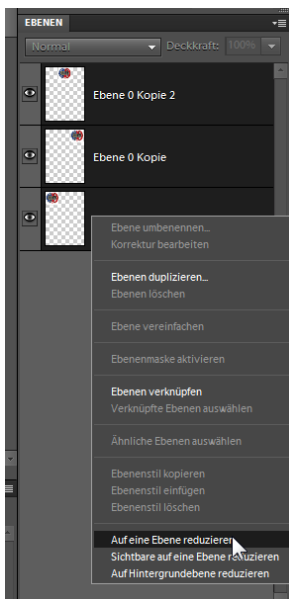 EBENEN
Normal Deckkraft: 100%
Ebene 0 Kopie 2
Ebene 0 Kopie
Ebene umbenennen...
Korrektur bearbeiten
Ebenen duplizieren...
Ebenen löschen
Ebene vereinfachen
Ebenenmaske aktivieren
Ebenen verknüpfen
Verknüpfte Ebenen auswählen
Ähnliche Ebenen auswählen
Ebenenstil kopieren
Ebenenstil einfügen
Ebenenstil löschen
Auf eine Ebene reduzieren
Sichtbare auf eine Ebene reduzieren
Auf Hintergrundebene reduzieren